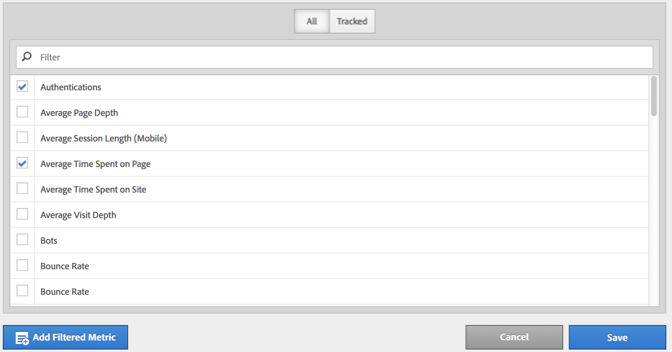 All Tracked
Filter
Authentications
Average Page Depth
Average Session Length (Mobile)
Average Time Spent on Page
Average Time Spent on Site
Average Visit Depth
Bots
Bounce Rate
Bounce Rate
Add Filtered Metric Cancel Save